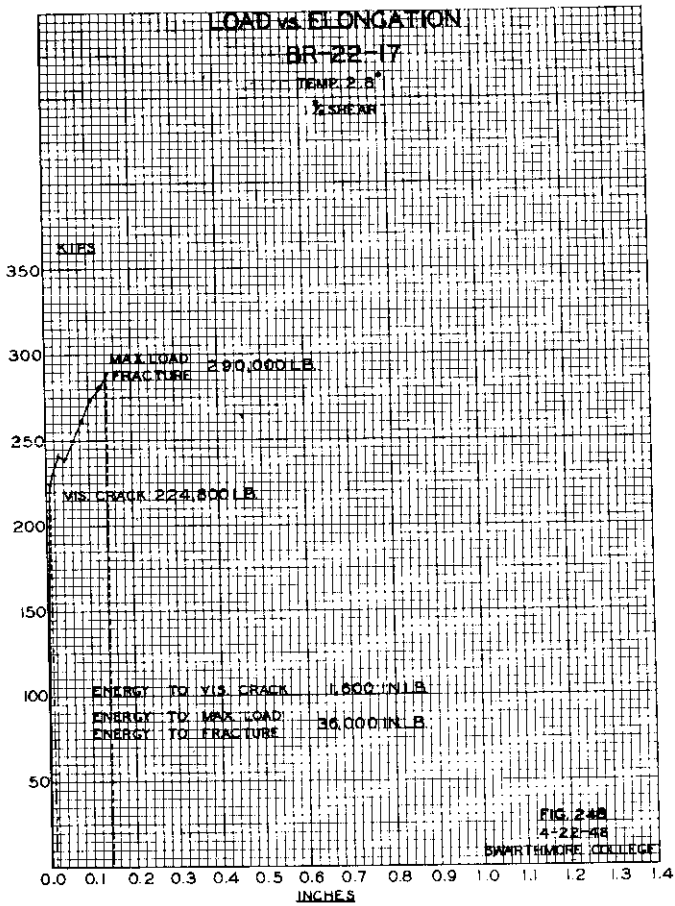 LOAD vs. ELONGATION
BR-22-17
TEMP. 2.8°
% SHEAR
KIPS
350
300
MAX. LOAD
FRACTURE 290,000 LB.
250
VIS. CRACK 224,800 LB.
200
150
ENERGY TO VIS. CRACK 1,600 IN.LB.
100
ENERGY TO MAX. LOAD
ENERGY TO FRACTURE 36,000 IN.LB.
50
FIG. 24B
4-22-48
SWARTHMORE COLLEGE
0.0 0.1 0.2 0.3 0.4 0.5 0.6 0.7 0.8 0.9 1.0 1.1 1.2 1.3 1.4
INCHES